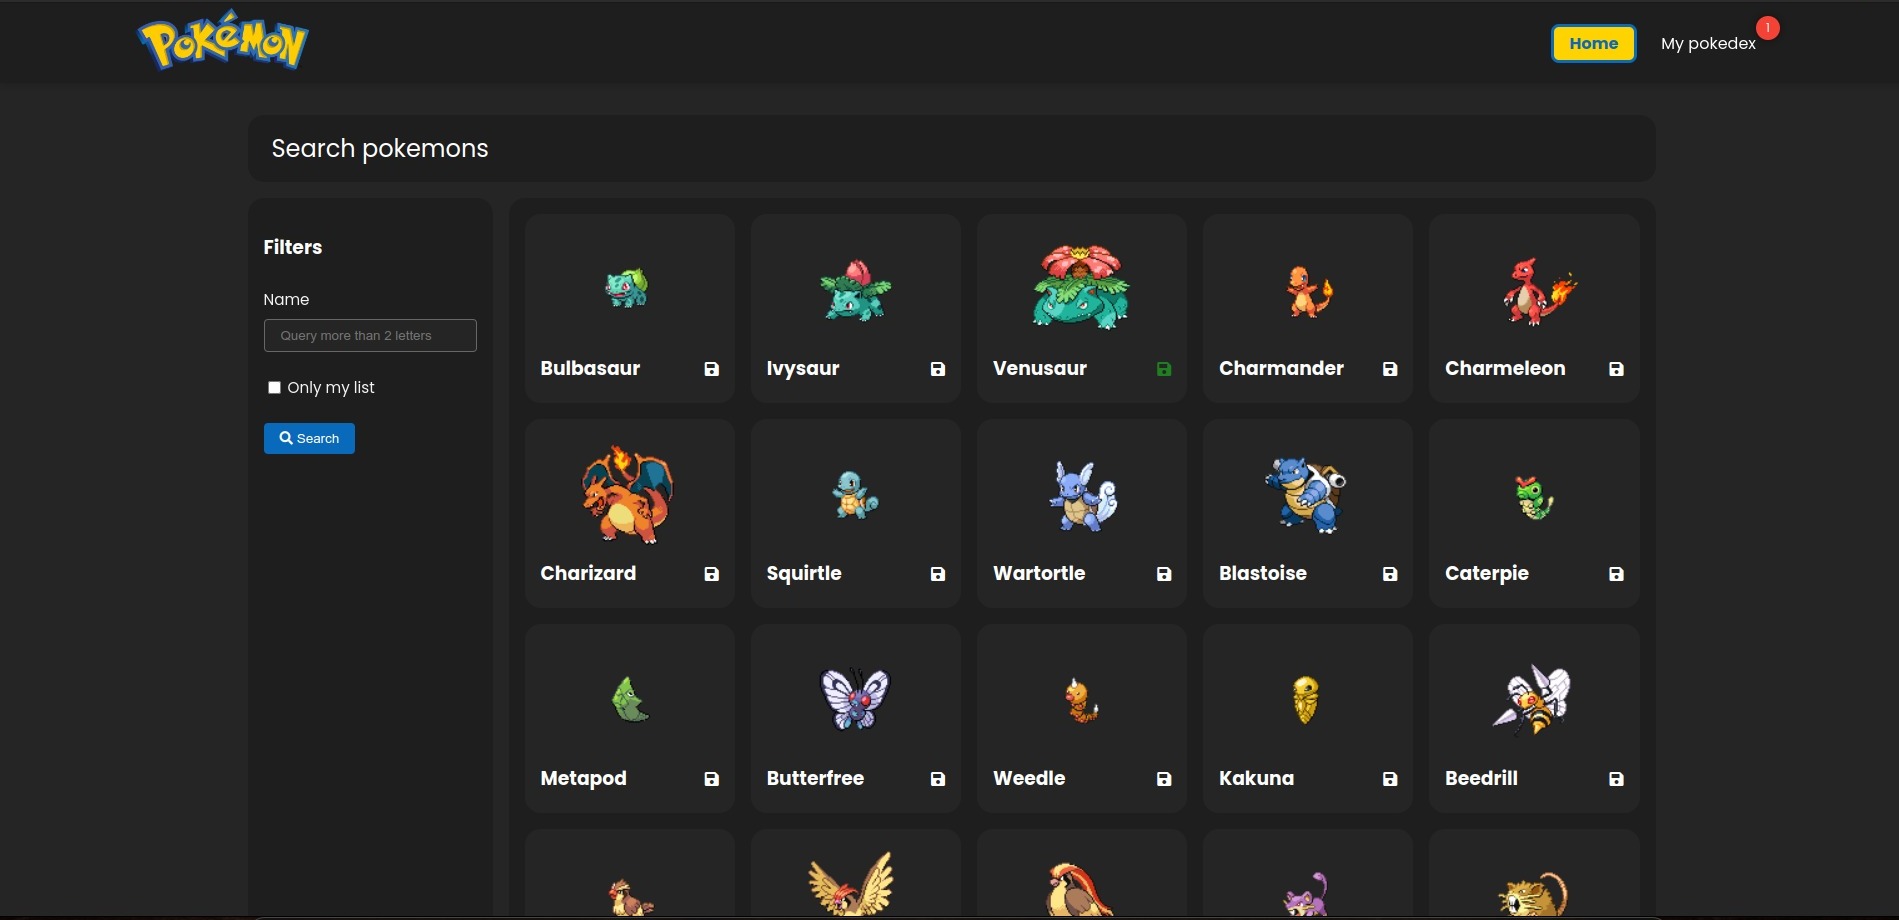 POKéMON
Home
My pokedex
1
Search pokemons
Filters
Name
Query more than 2 letters
Only my list
Search
Bulbasaur
Ivysaur
Venusaur
Charmander
Charmeleon
Charizard
Squirtle
Wartortle
Blastoise
Caterpie
Metapod
Butterfree
Weedle
Kakuna
Beedrill